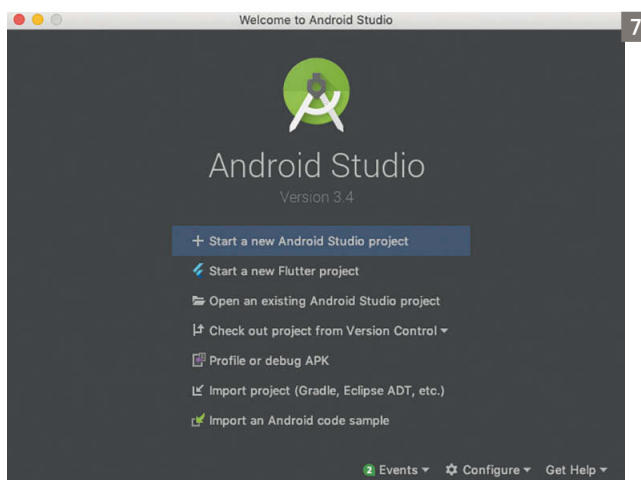 Welcome to Android Studio
7
Android Studio
Version 3.4
Start a new Android Studio project
Start a new Flutter project
Open an existing Android Studio project
Check out project from Version Control
Profile or debug APK
Import project (Gradle, Eclipse ADT, etc.)
Import an Android code sample
2 Events Configure Get Help